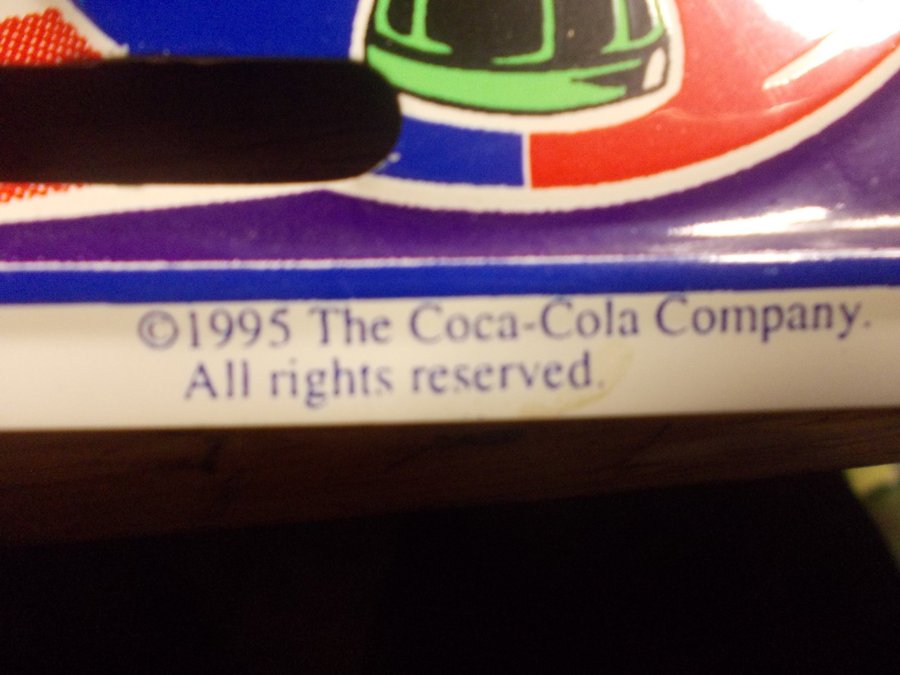 ©1995 The Coca-Cola Company.
All rights reserved.